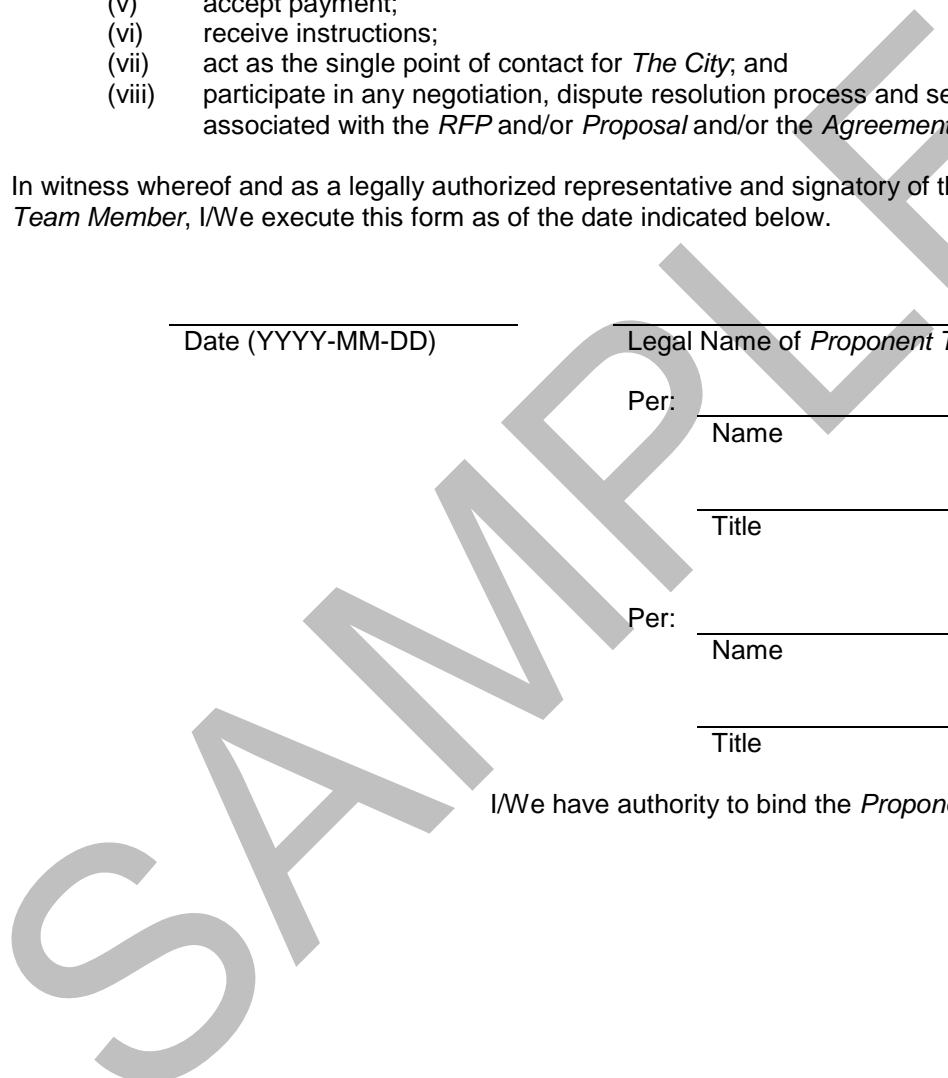 (v) accept payment;
(vi) receive instructions;
(vii) act as the single point of contact for The City; and
(viii) participate in any negotiation, dispute resolution process and
associated with the RFP and/or Proposal and/or the Agreement
In witness whereof and as a legally authorized representative and signatory of
Team Member, I/We execute this form as of the date indicated below.
Date (YYYY-MM-DD) Legal Name of Proponent
Per:
Name
Title
Per:
Name
Title
I/We have authority to bind the
SAMPLE